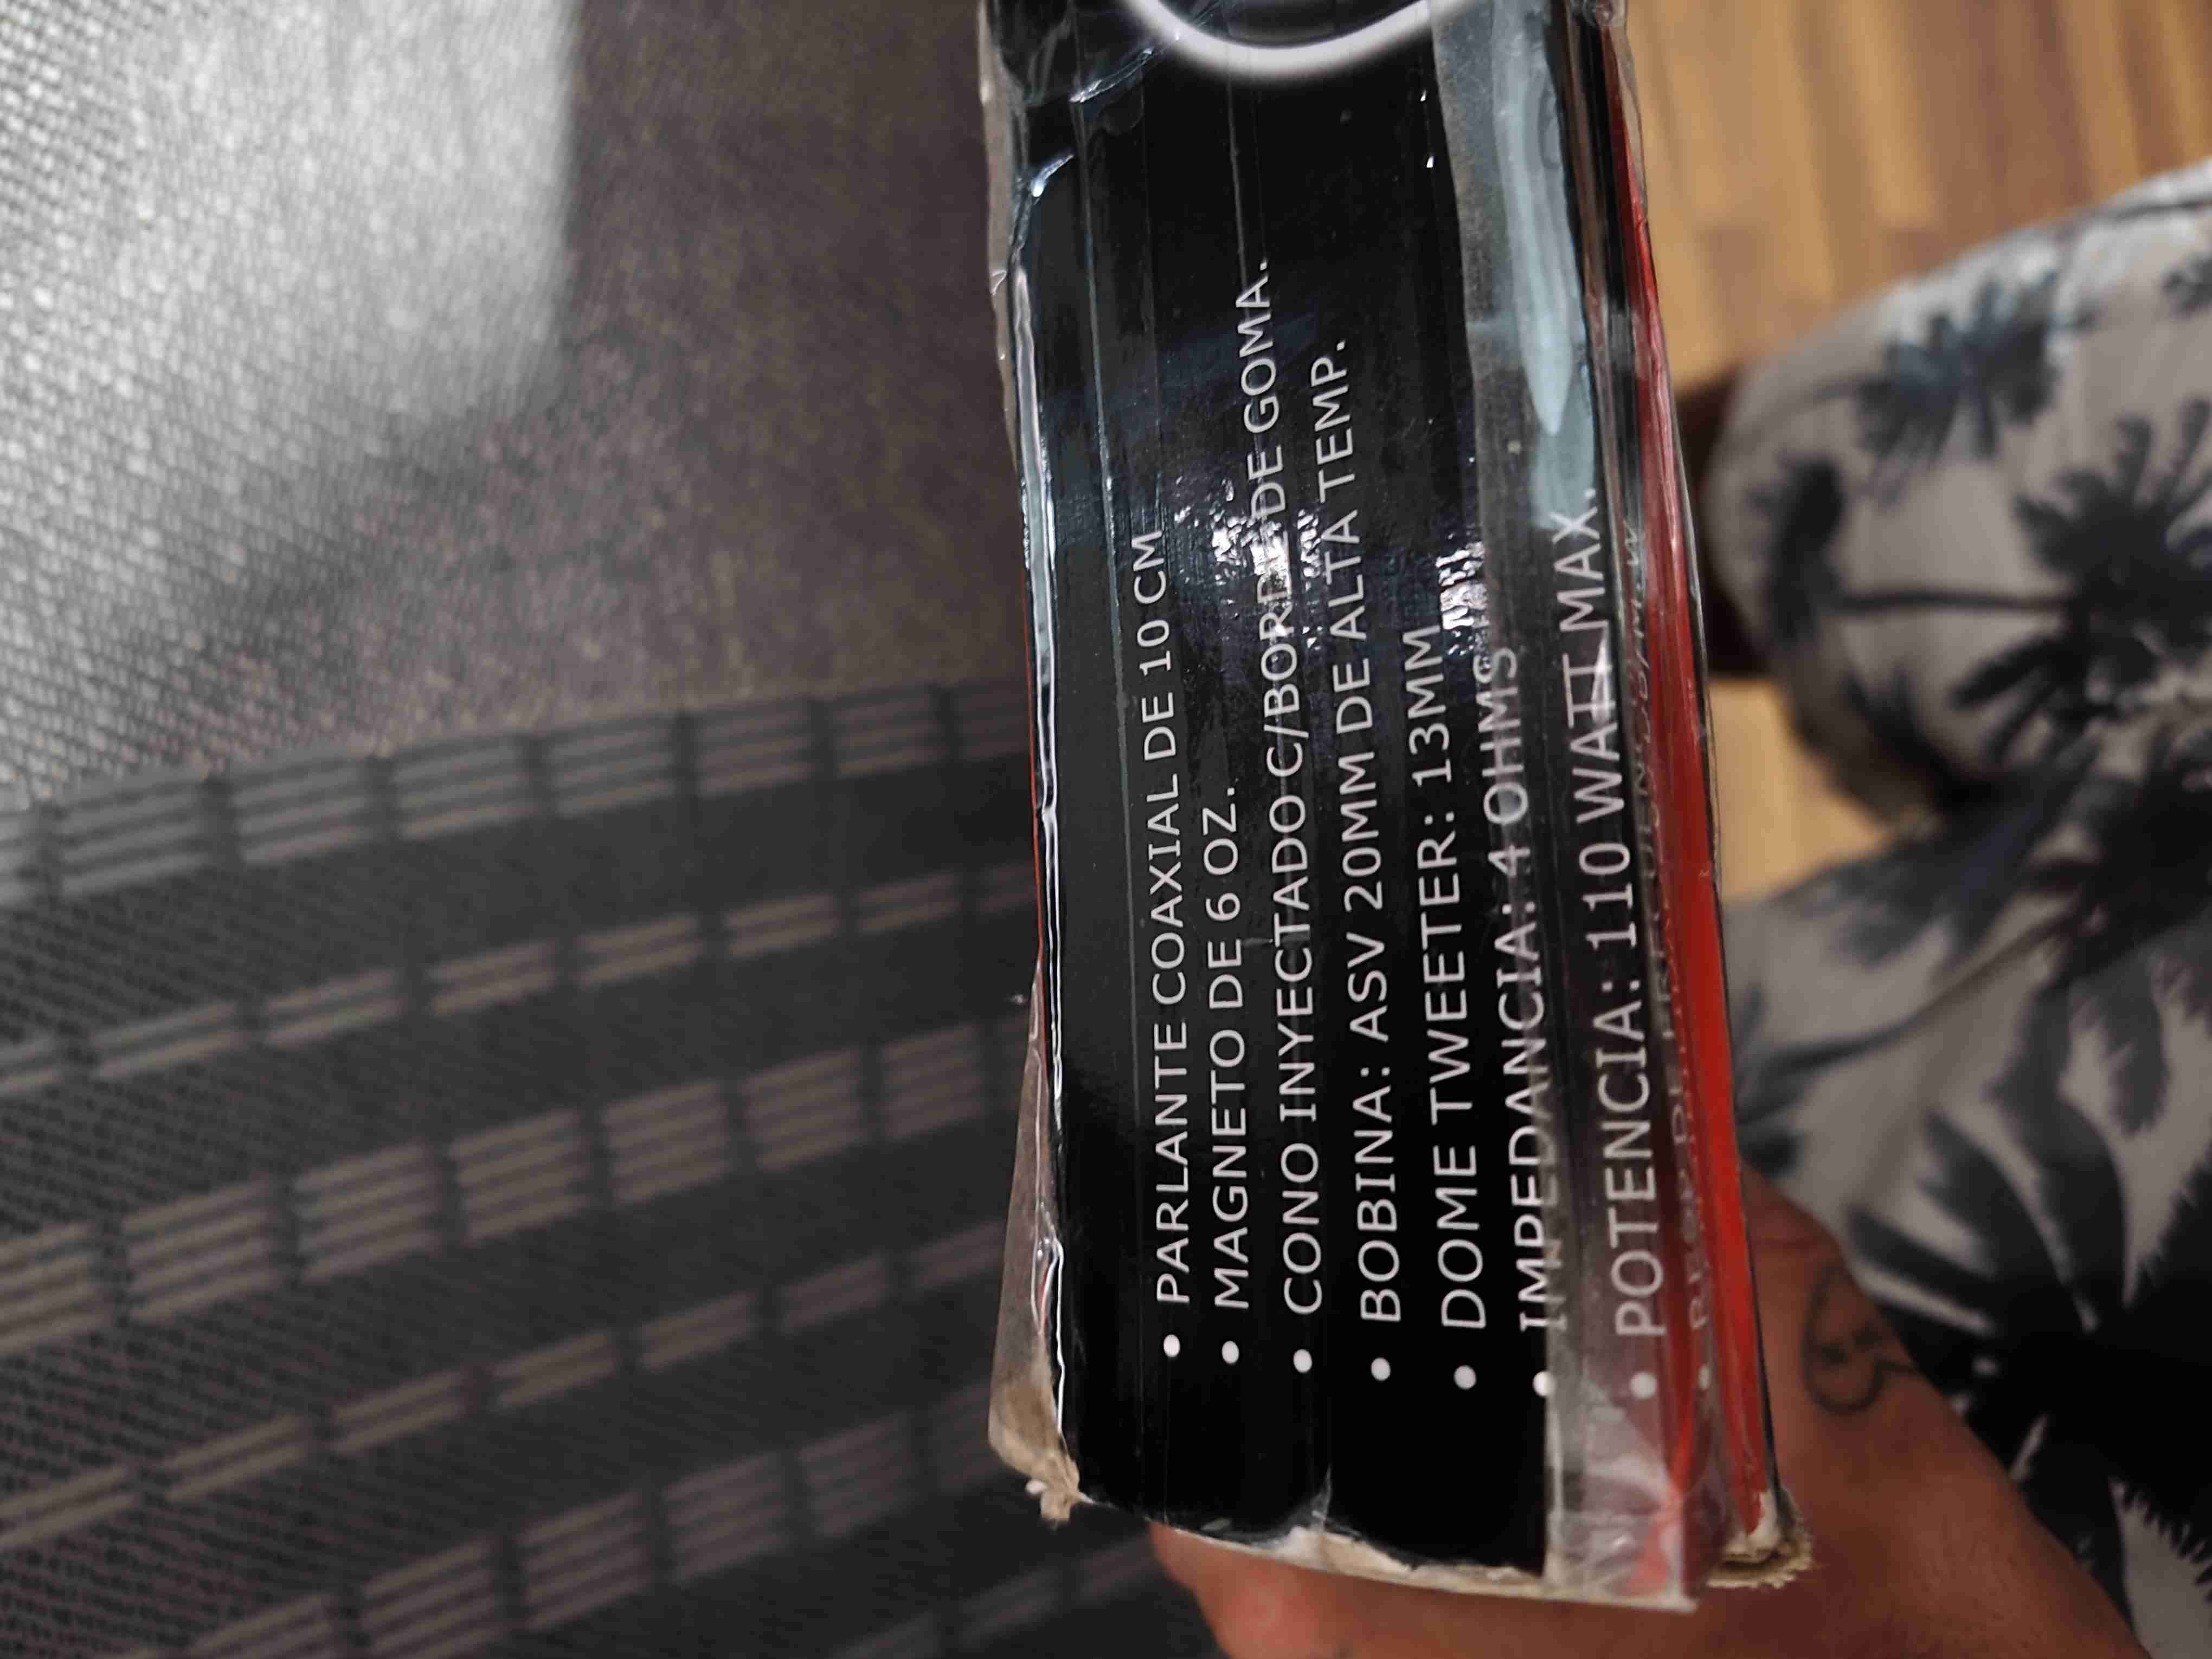 • PARLANTE COAXIAL DE 10 CM
• MAGNETO DE 6 OZ.
• CONO INYECTADO C/BORDE DE GOMA.
• BOBINA: ASV 20MM DE ALTA TEMP.
• DOME TWEETER: 13MM
• IMPEDANCIA: 4 OHMS
• POTENCIA: 110 WATT MAX.